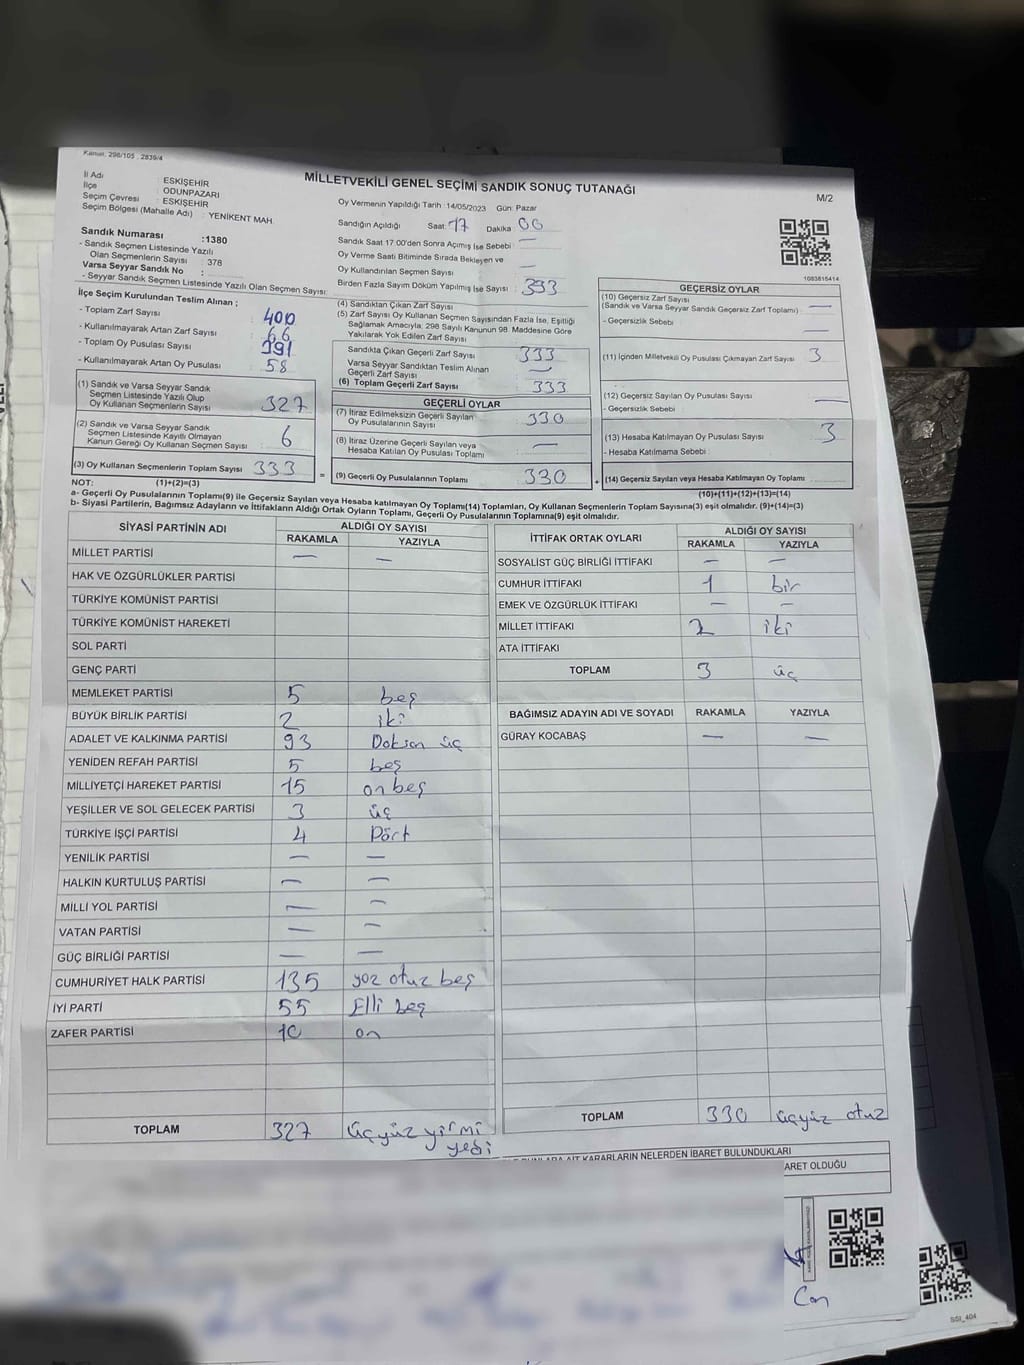 Kanun: 298/105 , 2839/4
MİLLETVEKİLİ GENEL SEÇİMİ SANDIK SONUÇ TUTANAĞI
M/2
İl Adı : ESKİŞEHİR
İlçe : ODUNPAZARI
Seçim Çevresi : ESKİŞEHİR
Seçim Bölgesi (Mahalle Adı) : YENİKENT MAH.
Sandık Numarası :1380
- Sandık Seçmen Listesinde Yazılı
Olan Seçmenlerin Sayısı : 378
Varsa Seyyar Sandık No :
- Seyyar Sandık Seçmen Listesinde Yazılı Olan Seçmen Sayısı:
Oy Vermenin Yapıldığı Tarih :14/05/2023 Gün: Pazar
Sandığın Açıldığı Saat: 17 Dakika 00
Sandık Saat 17.00'den Sonra Açılmış İse Sebebi : —
Oy Verme Saati Bitiminde Sırada Bekleyen ve
Oy Kullandırılan Seçmen Sayısı : —
Birden Fazla Sayım Döküm Yapılmış İse Sayısı :
333
1083815414
İlçe Seçim Kurulundan Teslim Alınan ;
- Toplam Zarf Sayısı : 400
- Kullanılmayarak Artan Zarf Sayısı : 66
- Toplam Oy Pusulası Sayısı : 391
- Kullanılmayarak Artan Oy Pusulası : 58
(1) Sandık ve Varsa Seyyar Sandık
Seçmen Listesinde Yazılı Olup
Oy Kullanan Seçmenlerin Sayısı : 327
(2) Sandık ve Varsa Seyyar Sandık
Seçmen Listesinde Kayıtlı Olmayan
Kanun Gereği Oy Kullanan Seçmen Sayısı : 6
(3) Oy Kullanan Seçmenlerin Toplam Sayısı : 333
(4) Sandıktan Çıkan Zarf Sayısı
(5) Zarf Sayısı Oy Kullanan Seçmen Sayısından Fazla İse, Eşitliği
Sağlamak Amacıyla; 298 Sayılı Kanunun 98. Maddesine Göre
Yakılarak Yok Edilen Zarf Sayısı :
Sandıkta Çıkan Geçerli Zarf Sayısı : 333
Varsa Seyyar Sandıktan Teslim Alınan
Geçerli Zarf Sayısı : —
(6) Toplam Geçerli Zarf Sayısı : 333
GEÇERLİ OYLAR
(7) İtiraz Edilmeksizin Geçerli Sayılan
Oy Pusulalarının Sayısı : 330
(8) İtiraz Üzerine Geçerli Sayılan veya
Hesaba Katılan Oy Pusulası Toplamı : —
= (9) Geçerli Oy Pusulalarının Toplamı : 330
GEÇERSİZ OYLAR
(10) Geçersiz Zarf Sayısı
(Sandık ve Varsa Seyyar Sandık Geçersiz Zarf Toplamı) : —
- Geçersizlik Sebebi : —
(11) İçinden Milletvekili Oy Pusulası Çıkmayan Zarf Sayısı : 3
(12) Geçersiz Sayılan Oy Pusulası Sayısı : —
- Geçersizlik Sebebi :
(13) Hesaba Katılmayan Oy Pusulası Sayısı : 3
- Hesaba Katılmama Sebebi :
(14) Geçersiz Sayılan veya Hesaba Katılmayan Oy Toplamı :
NOT: (1)+(2)=(3)
(10)+(11)+(12)+(13)=(14)
a- Geçerli Oy Pusulalarının Toplamı(9) ile Geçersiz Sayılan veya Hesaba katılmayan Oy Toplamı(14) Toplamları, Oy Kullanan Seçmenlerin Toplam Sayısına(3) eşit olmalıdır. (9)+(14)=(3)
b- Siyasi Partilerin, Bağımsız Adayların ve İttifakların Aldığı Ortak Oyların Toplamı, Geçerli Oy Pusulalarının Toplamına(9) eşit olmalıdır.
SİYASİ PARTİNİN ADI ALDIĞI OY SAYISI
RAKAMLA YAZIYLA
MİLLET PARTİSİ — —
HAK VE ÖZGÜRLÜKLER PARTİSİ
TÜRKİYE KOMÜNİST PARTİSİ
TÜRKİYE KOMÜNİST HAREKETİ
SOL PARTİ
GENÇ PARTİ
MEMLEKET PARTİSİ 5 beş
BÜYÜK BİRLİK PARTİSİ 2 iki
ADALET VE KALKINMA PARTİSİ 93 Doksan üç
YENİDEN REFAH PARTİSİ 5 beş
MİLLİYETÇİ HAREKET PARTİSİ 15 on beş
YEŞİLLER VE SOL GELECEK PARTİSİ 3 üç
TÜRKİYE İŞÇİ PARTİSİ 4 Dört
YENİLİK PARTİSİ — —
HALKIN KURTULUŞ PARTİSİ — —
MİLLİ YOL PARTİSİ — —
VATAN PARTİSİ — —
GÜÇ BİRLİĞİ PARTİSİ — —
CUMHURİYET HALK PARTİSİ 135 yüz otuz beş
İYİ PARTİ 55 Elli beş
ZAFER PARTİSİ 10 on
TOPLAM 327 üçyüz yirmi
yedi
İTTİFAK ORTAK OYLARI ALDIĞI OY SAYISI
RAKAMLA YAZIYLA
SOSYALİST GÜÇ BİRLİĞİ İTTİFAKI — —
CUMHUR İTTİFAKI 1 bir
EMEK VE ÖZGÜRLÜK İTTİFAKI — —
MİLLET İTTİFAKI 2 iki
ATA İTTİFAKI
TOPLAM 3 üç
BAĞIMSIZ ADAYIN ADI VE SOYADI RAKAMLA YAZIYLA
GÜRAY KOCABAŞ — —
TOPLAM 330 üçyüz otuz
AİT KARARLARIN NELERDEN İBARET BULUNDUKLARI
ARET OLDUĞU
Can
SSI_404